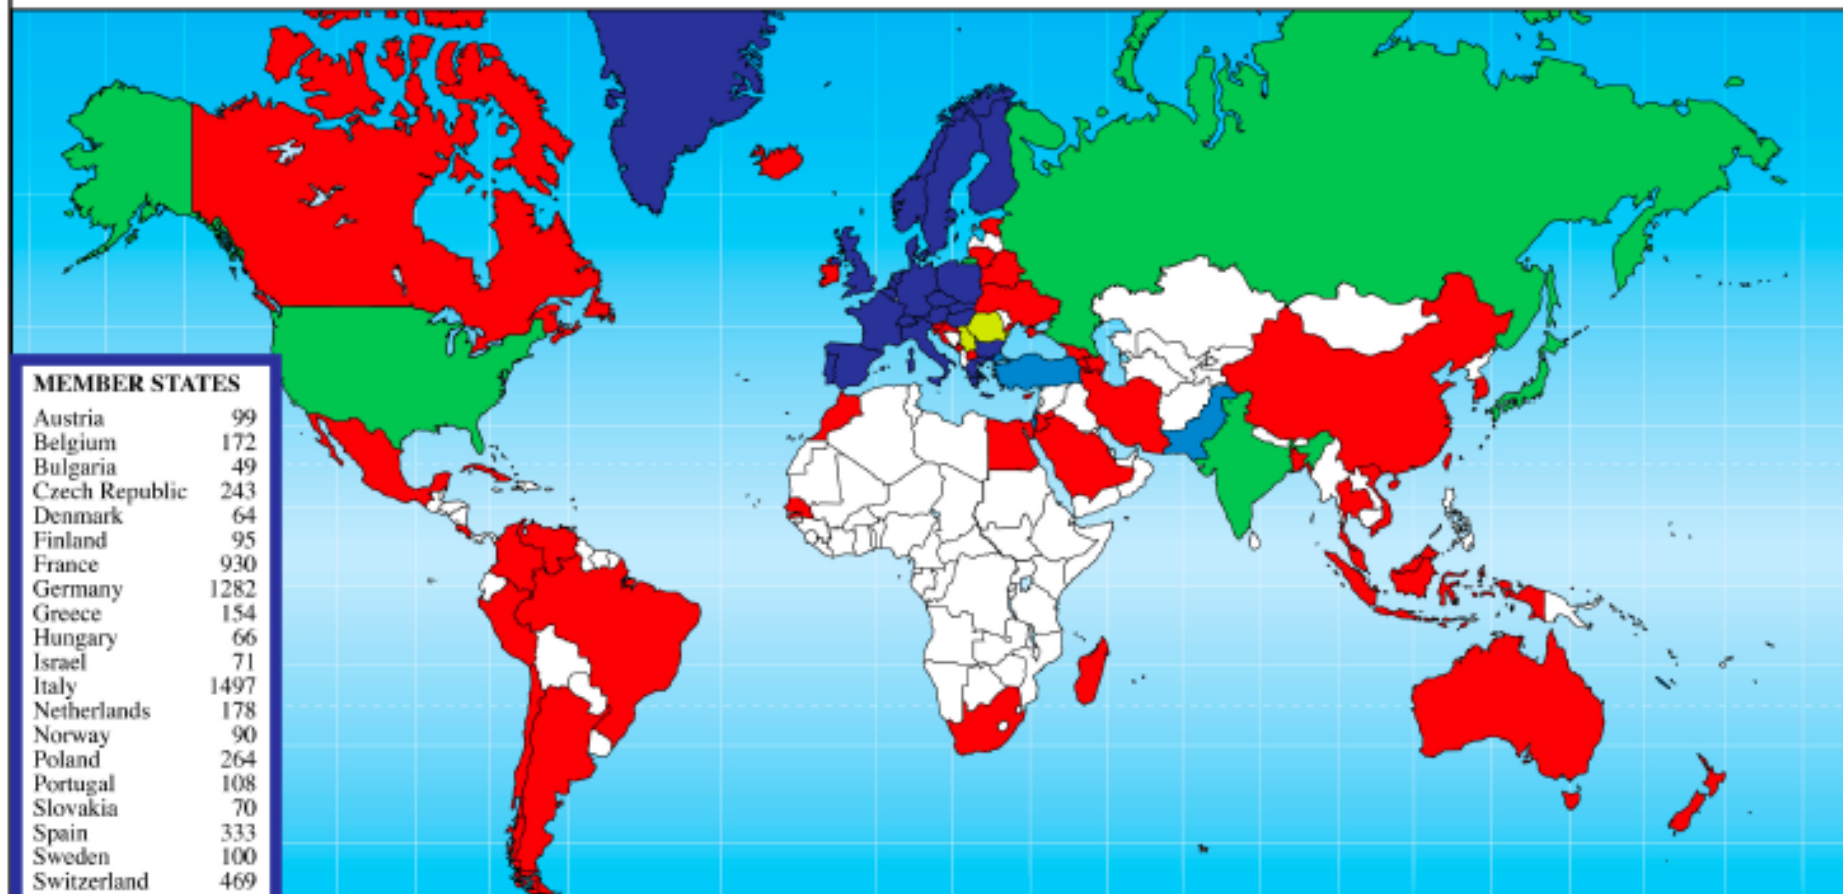 MEMBER STATES
Austria 99
Belgium 172
Bulgaria 49
Czech Republic 243
Denmark 64
Finland 95
France 930
Germany 1282
Greece 154
Hungary 66
Israel 71
Italy 1497
Netherlands 178
Norway 90
Poland 264
Portugal 108
Slovakia 70
Spain 333
Sweden 100
Switzerland 469